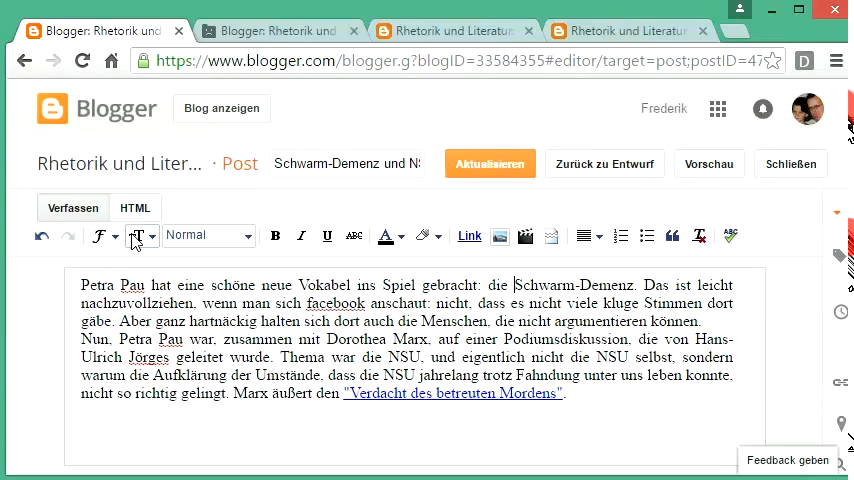 Blogger: Rhetorik und
Blogger: Rhetorik und
Rhetorik und Literatur
Rhetorik und Literatur
https://www.blogger.com/blogger.g?blogID=33584355#editor/target=post;postID=47
D
Blogger
Blog anzeigen
Frederik
Rhetorik und Liter... · Post
Schwarm-Demenz und NS
Aktualisieren
Zurück zu Entwurf
Vorschau
Schließen
Verfassen
HTML
Normal
B I U ABC A Link
Petra Pau hat eine schöne neue Vokabel ins Spiel gebracht: die Schwarm-Demenz. Das ist leicht
nachzuvollziehen, wenn man sich facebook anschaut: nicht, dass es nicht viele kluge Stimmen dort
gäbe. Aber ganz hartnäckig halten sich dort auch die Menschen, die nicht argumentieren können.
Nun, Petra Pau war, zusammen mit Dorothea Marx, auf einer Podiumsdiskussion, die von Hans-
Ulrich Jörges geleitet wurde. Thema war die NSU, und eigentlich nicht die NSU selbst, sondern
warum die Aufklärung der Umstände, dass die NSU jahrelang trotz Fahndung unter uns leben konnte,
nicht so richtig gelingt. Marx äußert den "Verdacht des betreuten Mordens".
Feedback geben